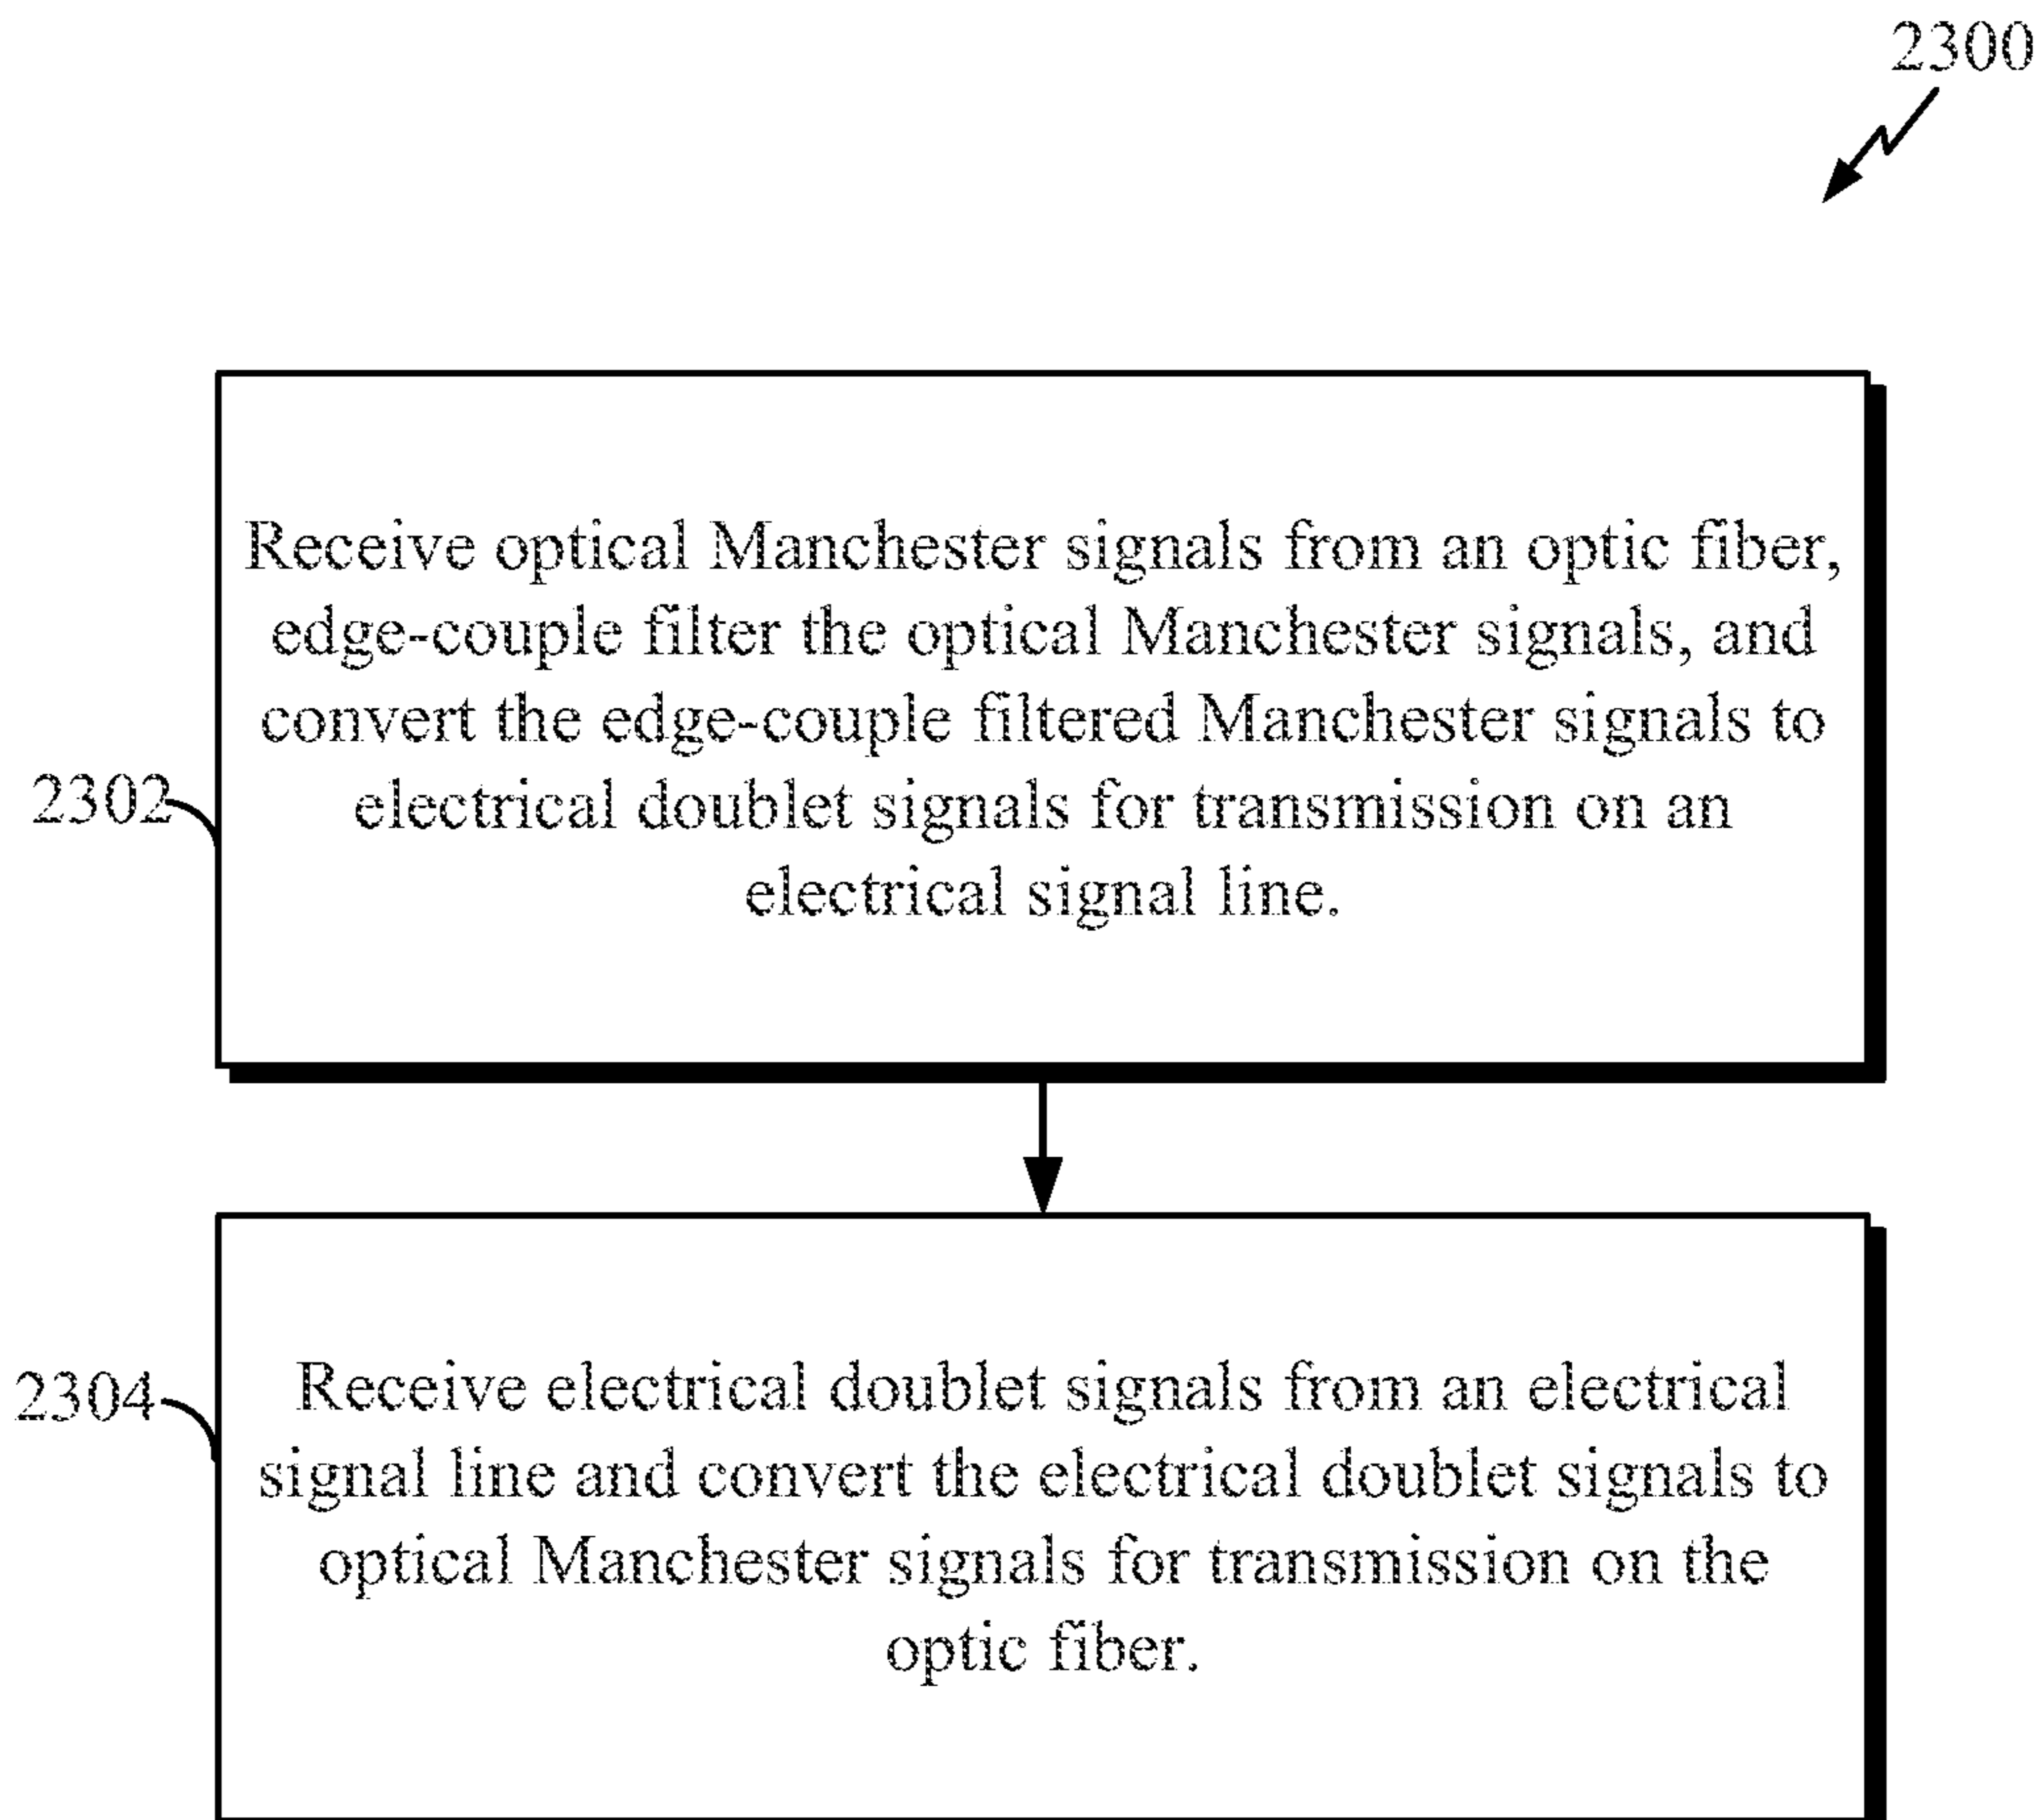 2300
Receive optical Manchester signals from an optic fiber,
edge-couple filter the optical Manchester signals, and
convert the edge-couple filtered Manchester signals to
electrical doublet signals for transmission on an
electrical signal line.
2302
Receive electrical doublet signals from an electrical
signal line and convert the electrical doublet signals to
optical Manchester signals for transmission on the
optic fiber.
2304